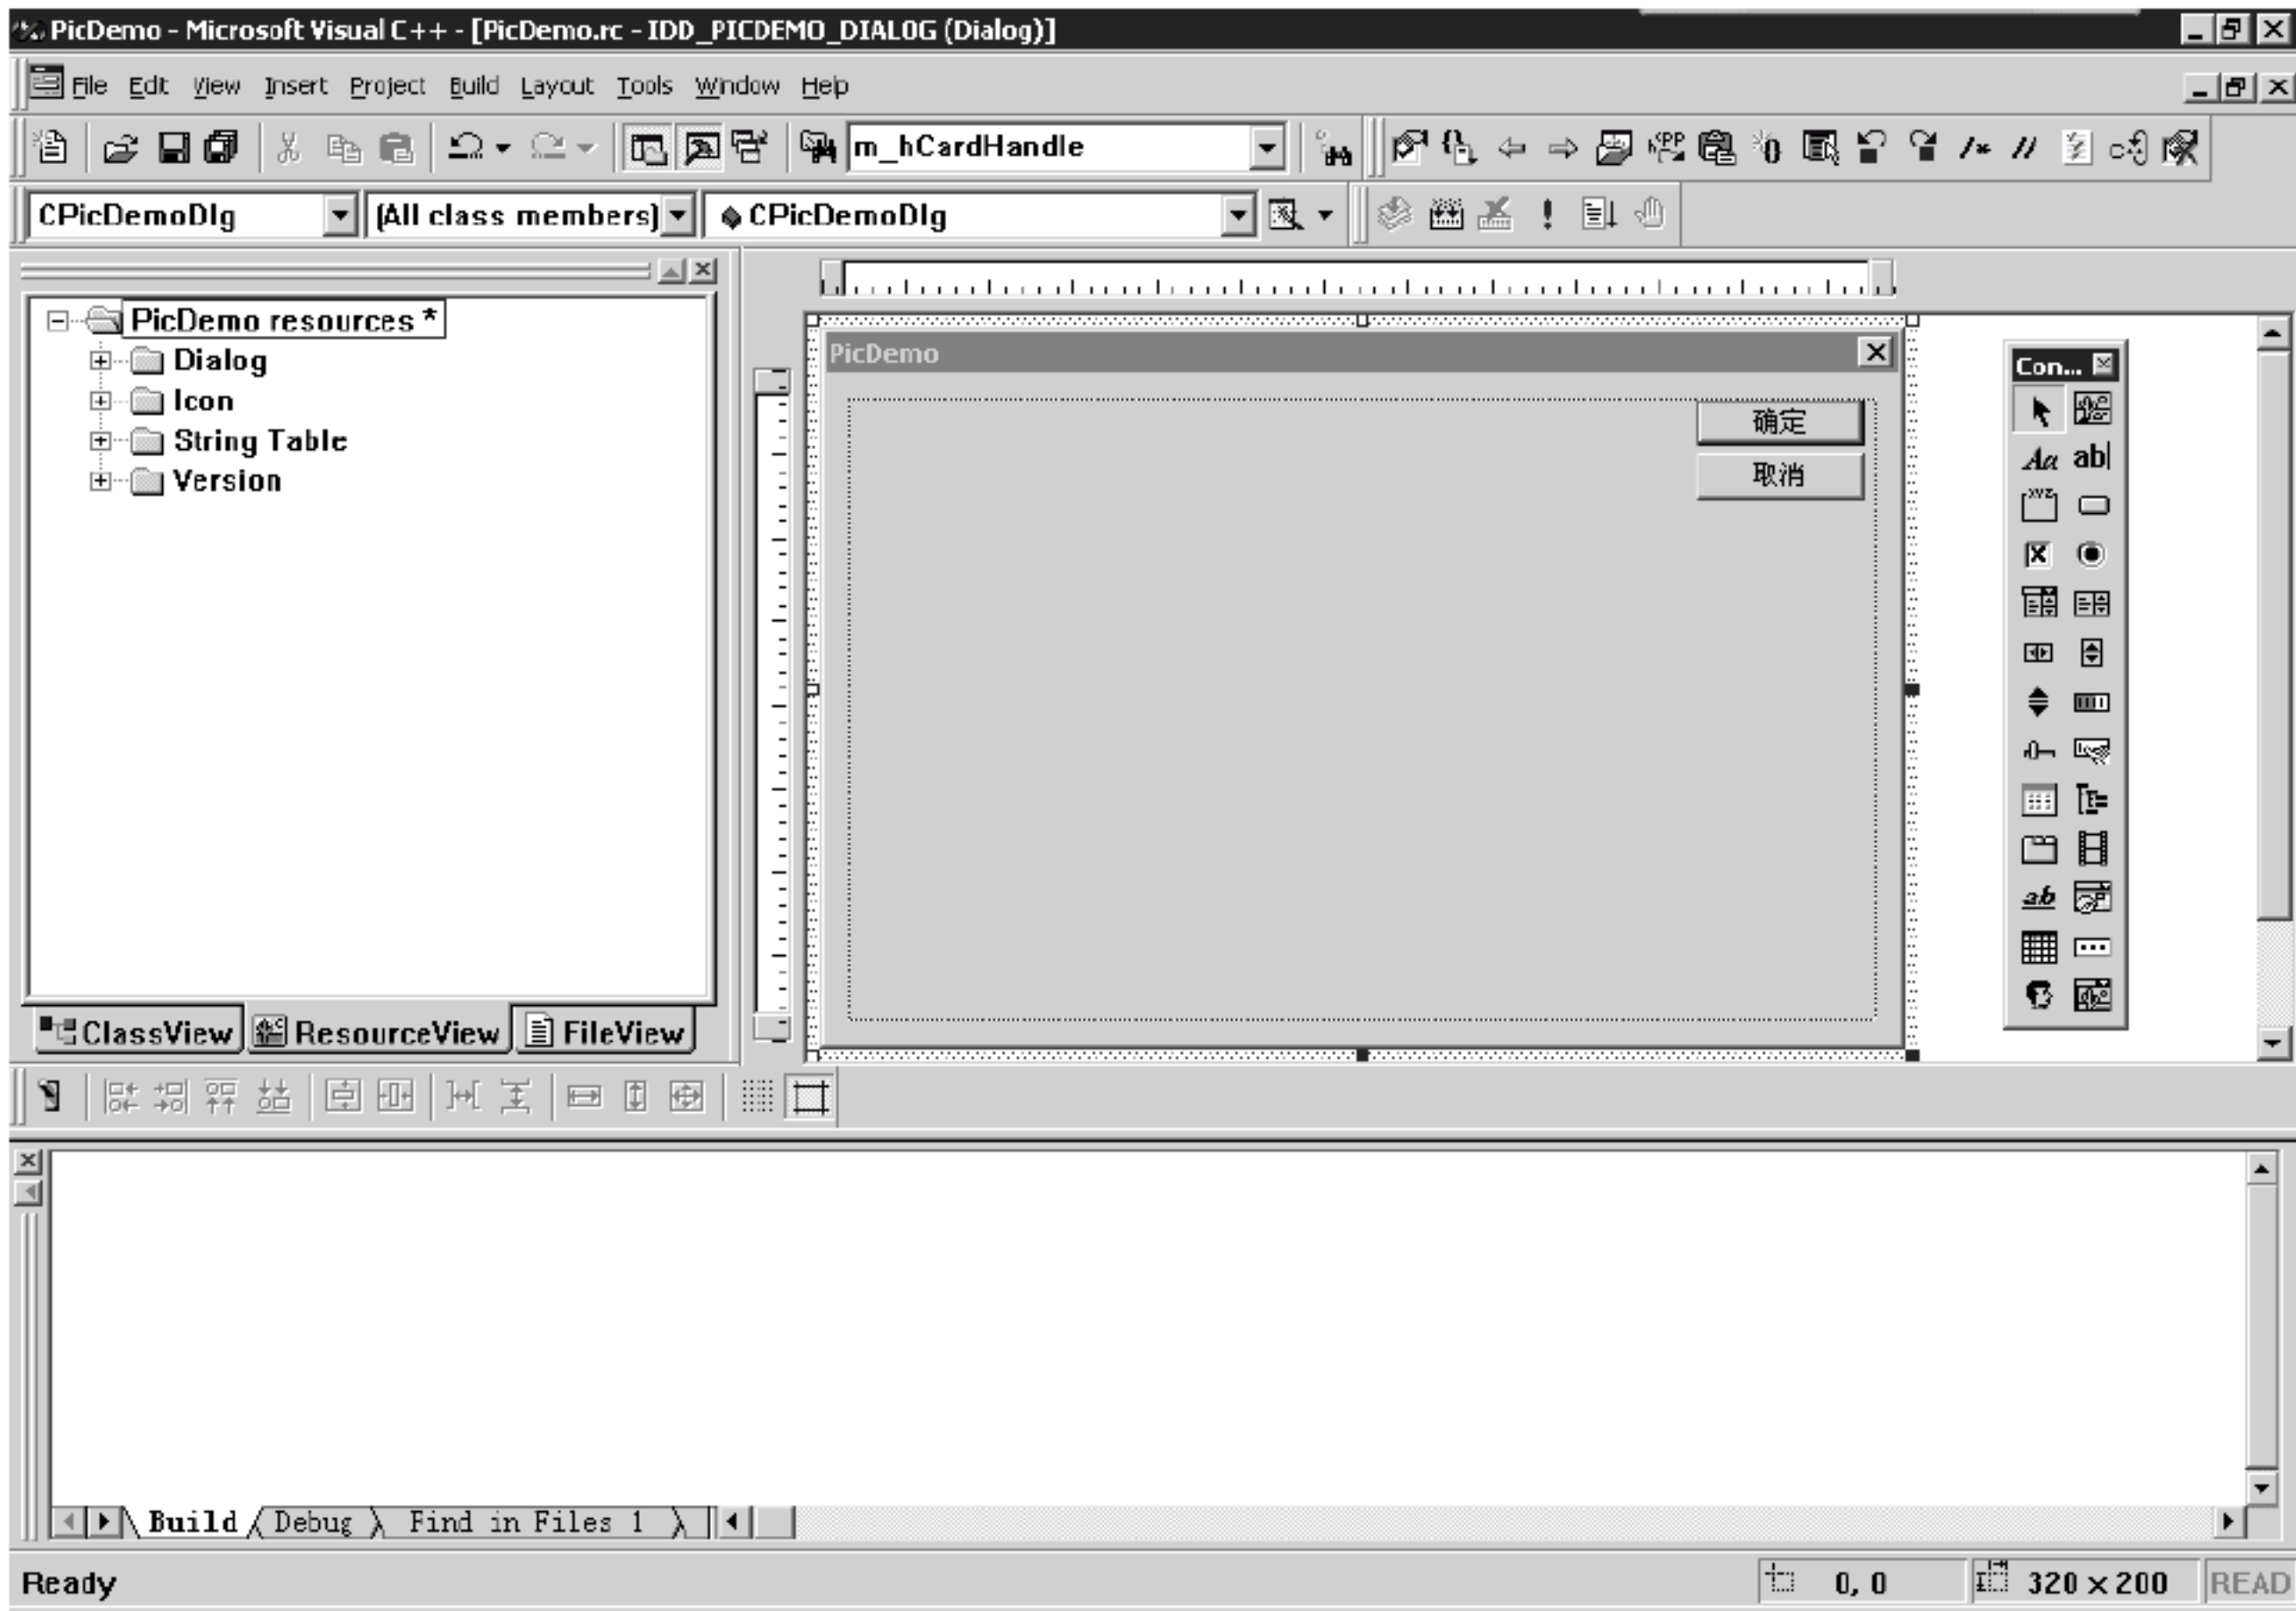 PicDemo - Microsoft Visual C++ - [PicDemo.rc - IDD_PICDEMO_DIALOG (Dialog)]
File Edit View Insert Project Build Layout Tools Window Help
m_hCardHandle
CPicDemoDlg (All class members) CPicDemoDlg
PicDemo resources *
Dialog
Icon
String Table
Version
ClassView ResourceView FileView
PicDemo
确定
取消
Con...
Aa ab|
ab
Build Debug Find in Files 1
Ready 0, 0 320 x 200 READ